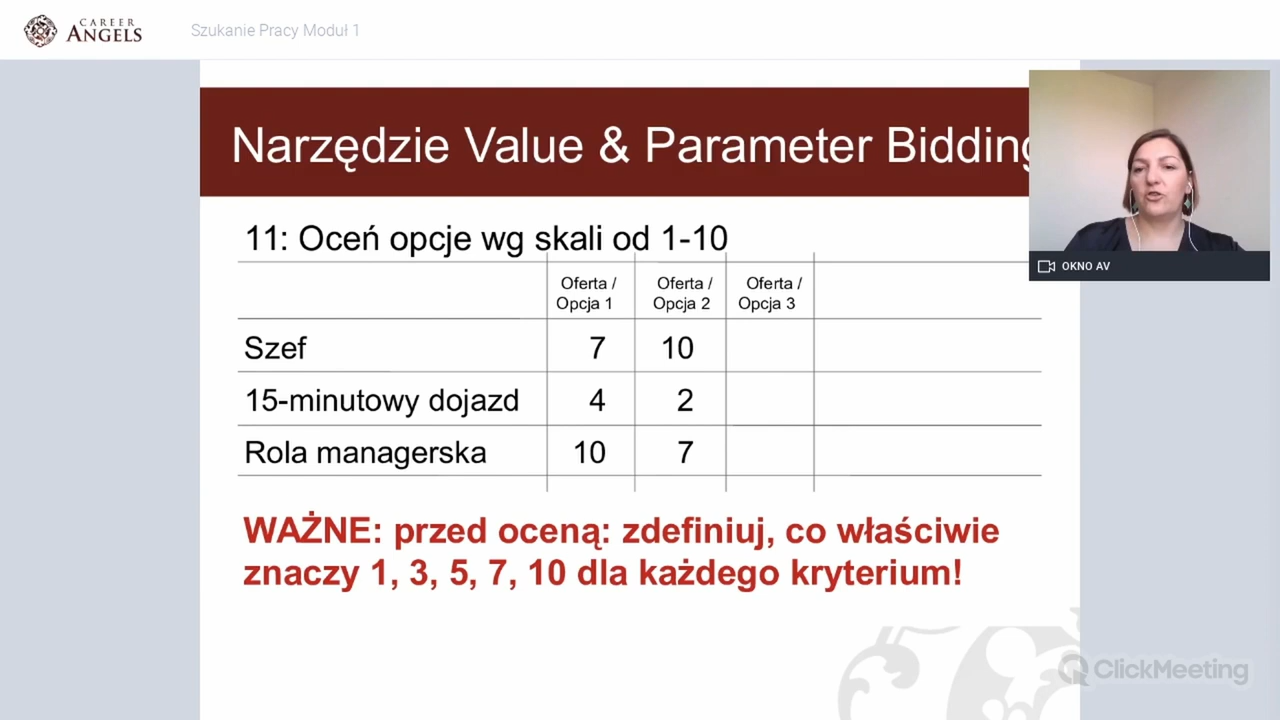 CAREER
ANGELS
Szukanie Pracy Moduł 1
Narzędzie Value & Parameter Bidding
OKNO AV
11: Oceń opcje wg skali od 1-10
Oferta / Opcja 1
Oferta / Opcja 2
Oferta / Opcja 3
Szef 7 10
15-minutowy dojazd 4 2
Rola managerska 10 7
WAŻNE: przed oceną: zdefiniuj, co właściwie
znaczy 1, 3, 5, 7, 10 dla każdego kryterium!
ClickMeeting